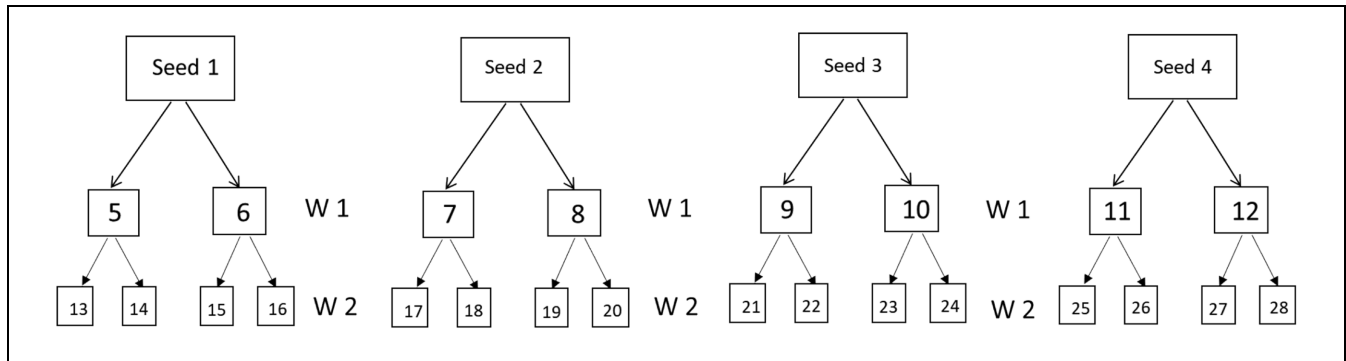 Seed 1 Seed 2 Seed 3 Seed 4
5 6 W 1 7 8 W 1 9 10 W 1 11 12
13 14 15 16 W 2 17 18 19 20 W 2 21 22 23 24 W 2 25 26 27 28